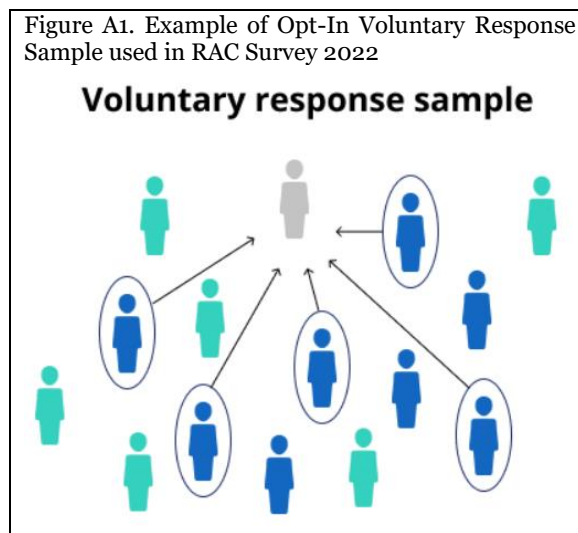 Figure A1. Example of Opt-In Voluntary Response
Sample used in RAC Survey 2022
Voluntary response sample